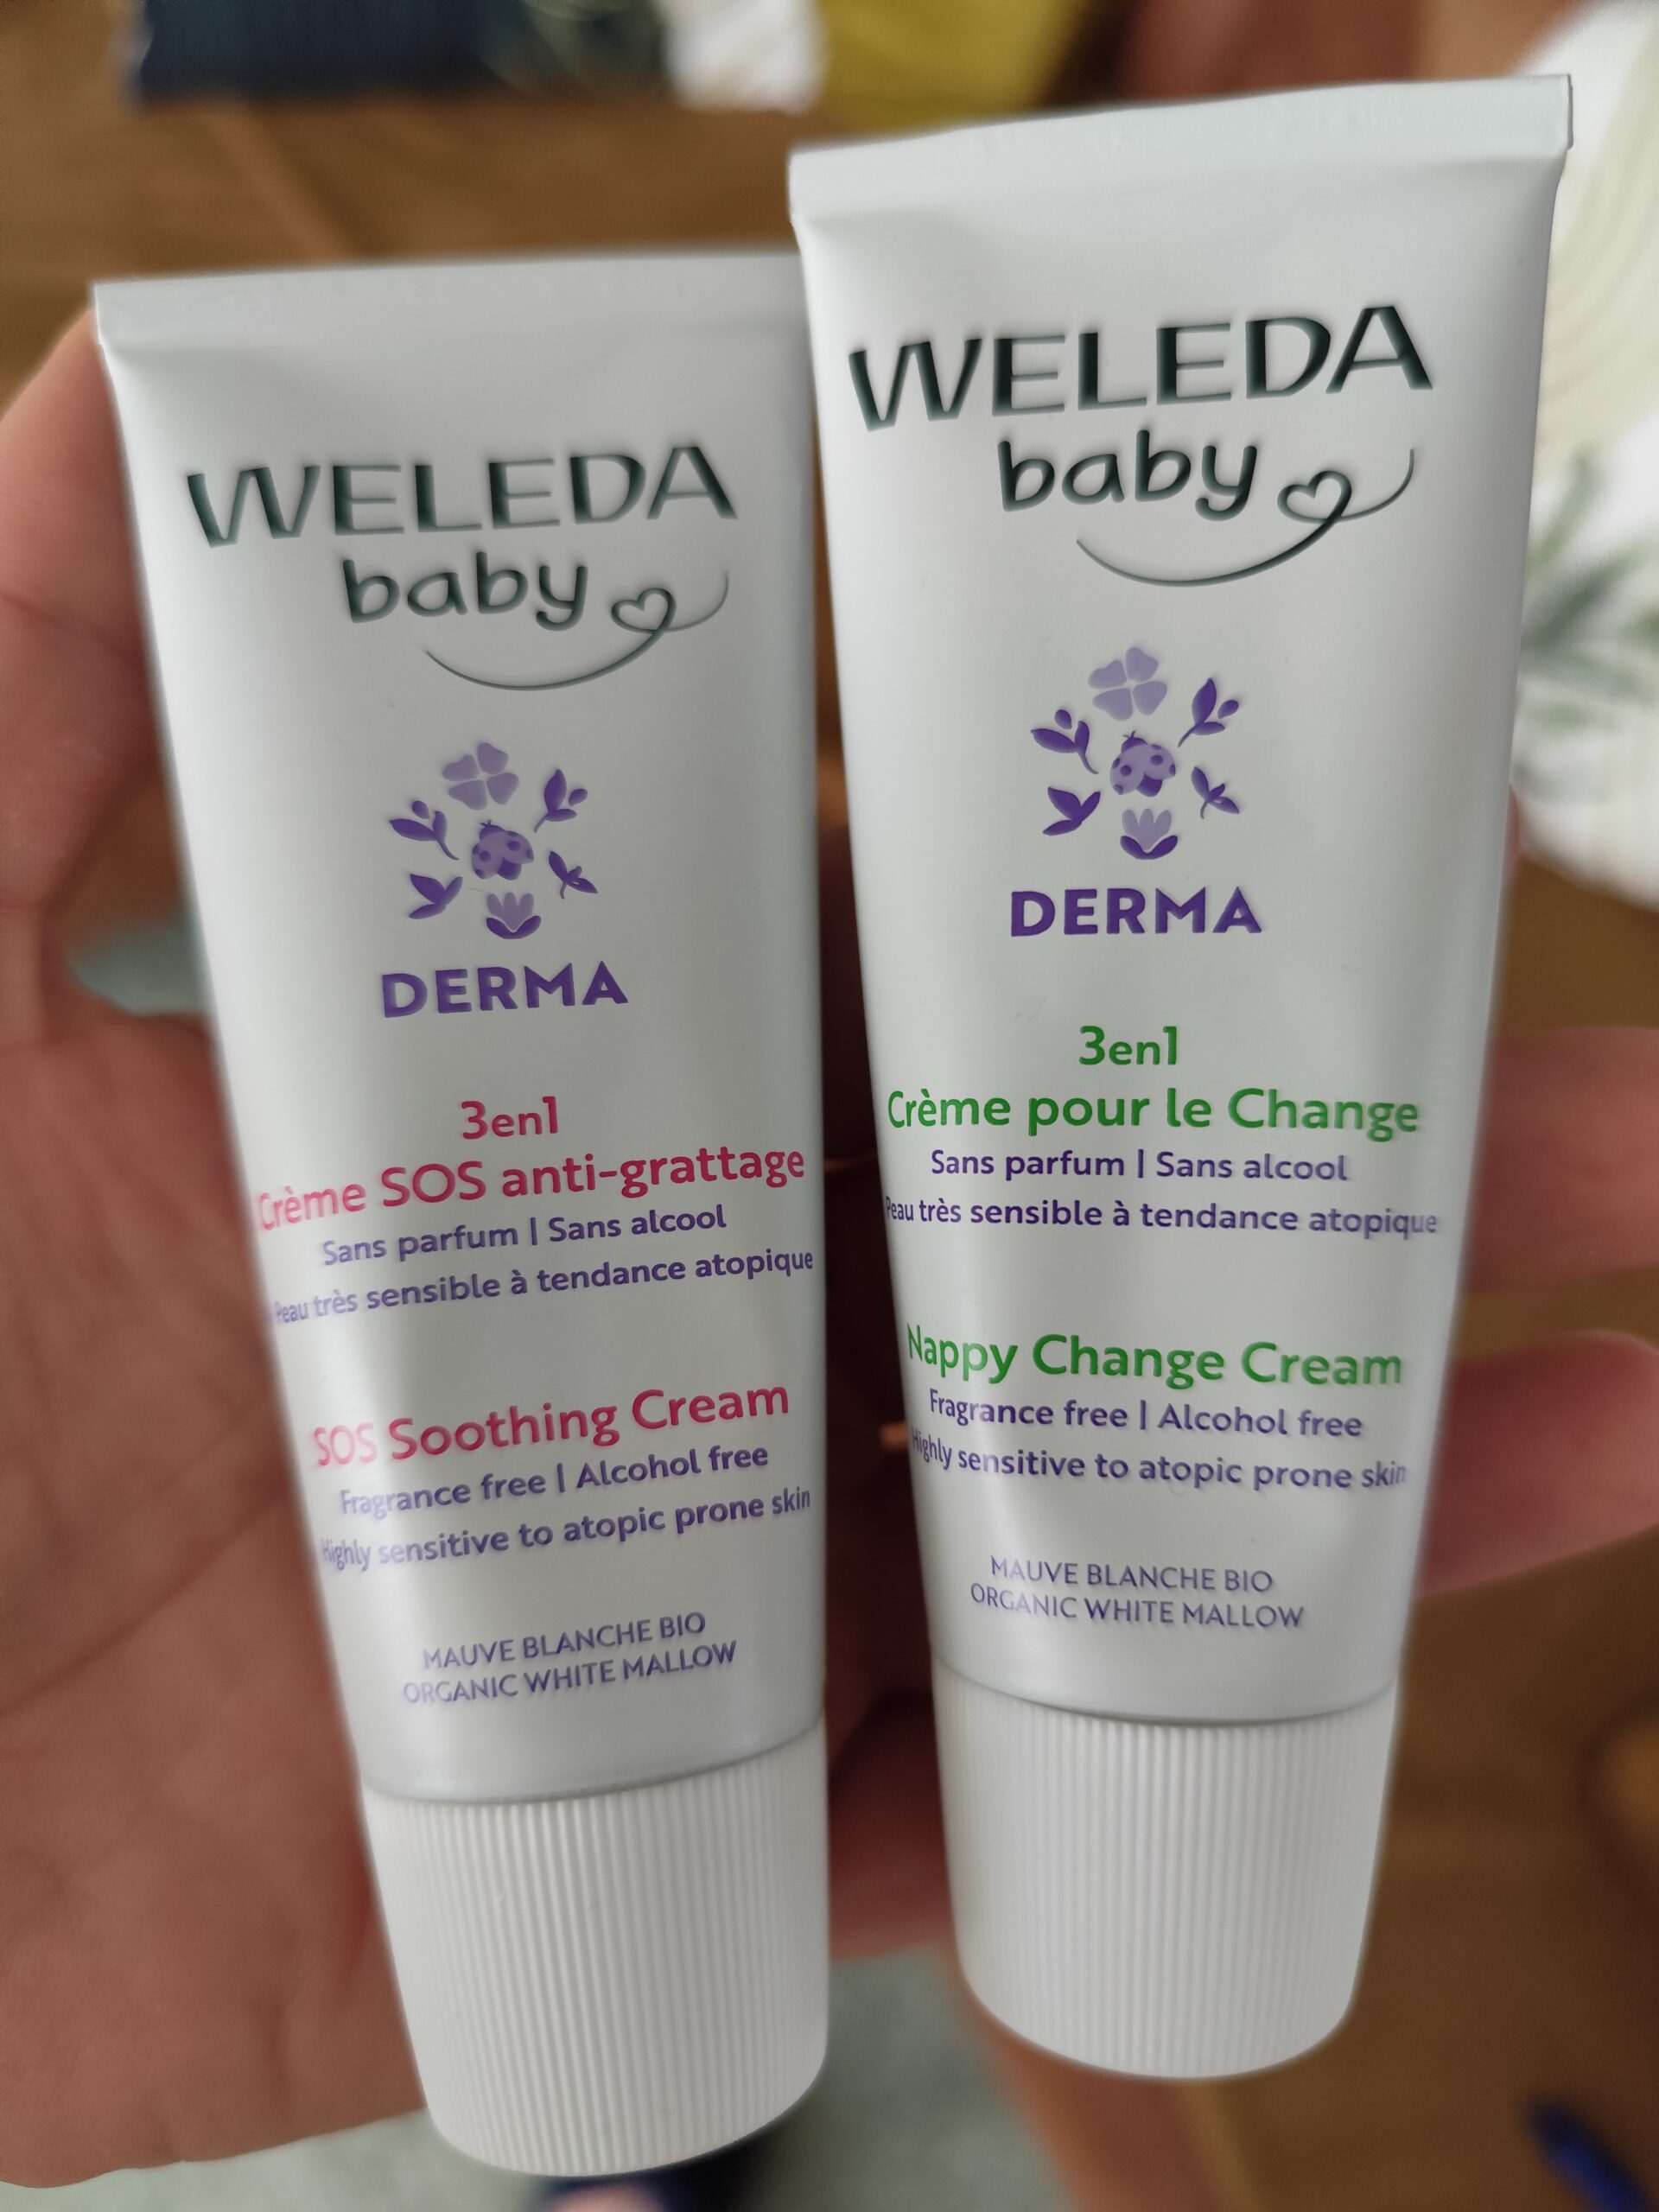 WELEDA
baby
DERMA
3en1
Crème SOS anti-grattage
Sans parfum | Sans alcool
Peau très sensible à tendance atopique
SOS Soothing Cream
Fragrance free | Alcohol free
Highly sensitive to atopic prone skin
MAUVE BLANCHE BIO
ORGANIC WHITE MALLOW
WELEDA
baby
DERMA
3en1
Crème pour le Change
Sans parfum | Sans alcool
Peau très sensible à tendance atopique
Nappy Change Cream
Fragrance free | Alcohol free
Highly sensitive to atopic prone skin
MAUVE BLANCHE BIO
ORGANIC WHITE MALLOW